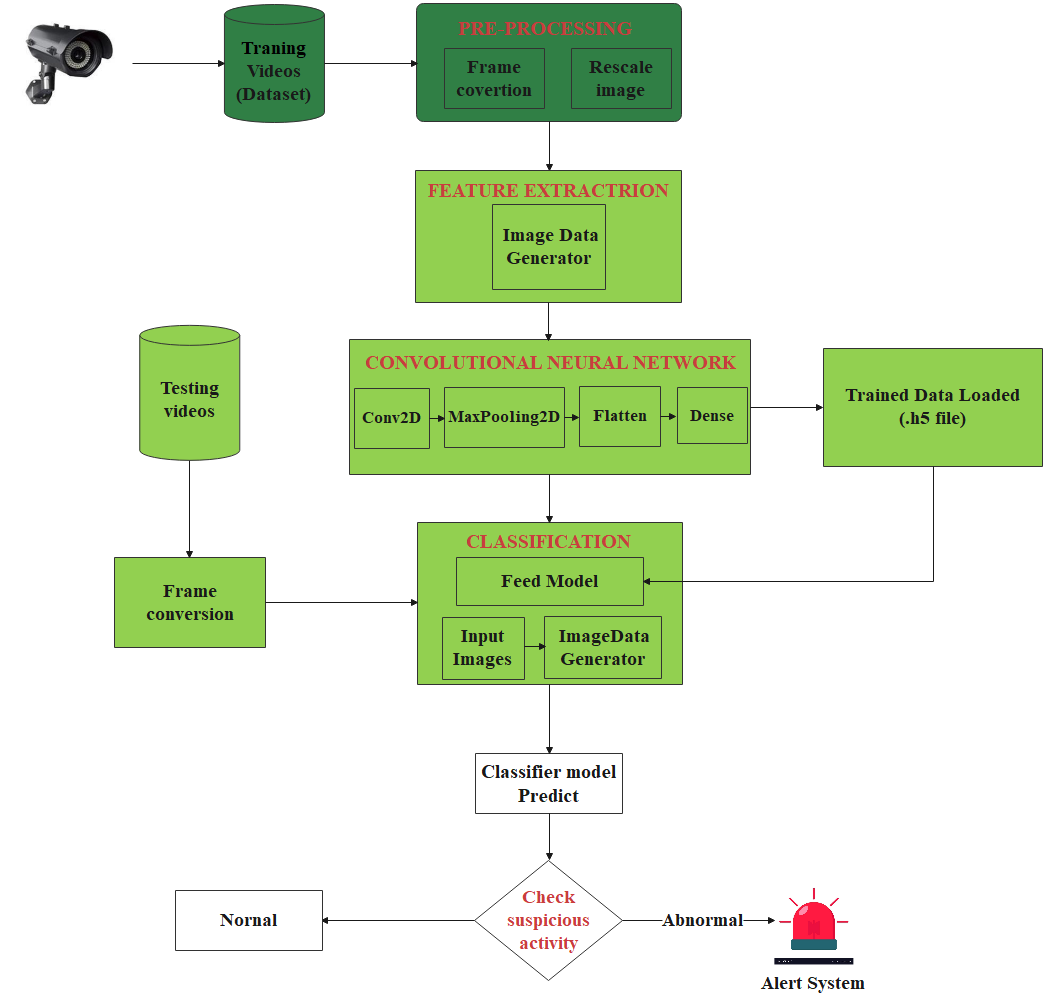 Traning
Videos
(Dataset)
PRE-PROCESSING
Frame
covertion
Rescale
image
FEATURE EXTRACTRION
Image Data
Generator
Testing
videos
CONVOLUTIONAL NEURAL NETWORK
Conv2D
MaxPooling2D
Flatten
Dense
Trained Data Loaded
(.h5 file)
Frame
conversion
CLASSIFICATION
Feed Model
Input
Images
ImageData
Generator
Classifier model
Predict
Check
suspicious
activity
Nornal
Abnormal
Alert System